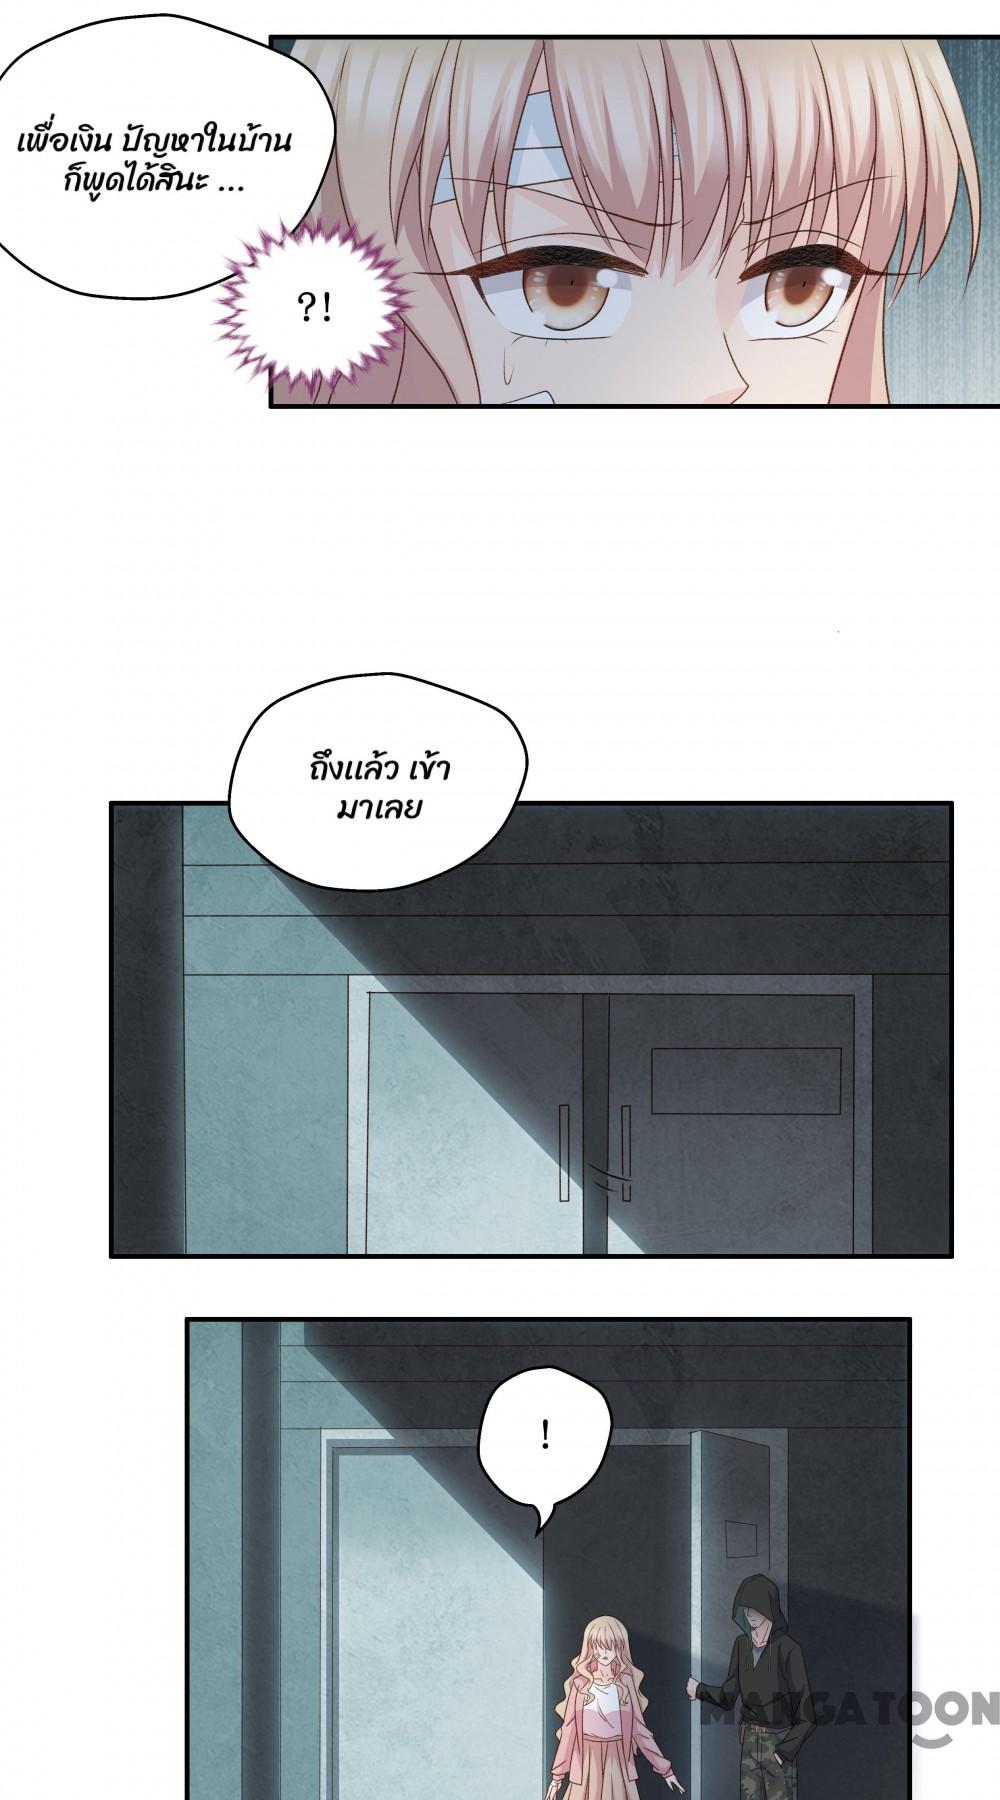 เพื่อเงิน ปัญหาในบ้าน
ก็พูดได้สินะ ...
?!
ถึงแล้ว เข้า
มาเลย
!
MANGATOON